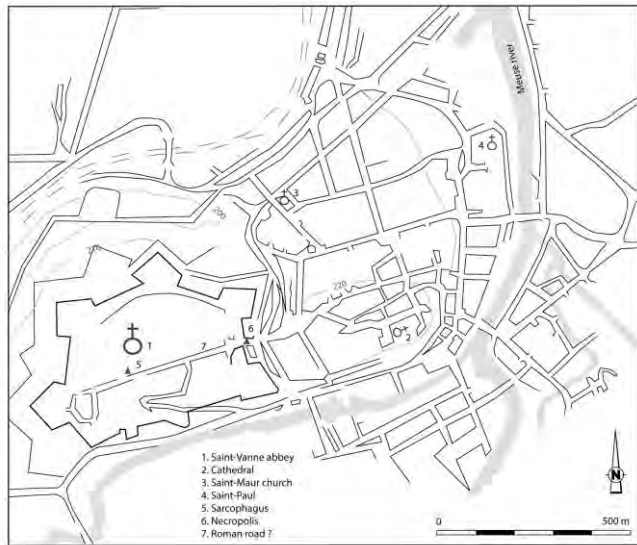 Meuse river
4
3
200
210
220
6
7
1
2
5
1. Saint-Vanne abbey
2. Cathedral
3. Saint-Maur church
4. Saint-Paul
5. Sarcophagus
6. Necropolis
7. Roman road ?
N
0 500 m